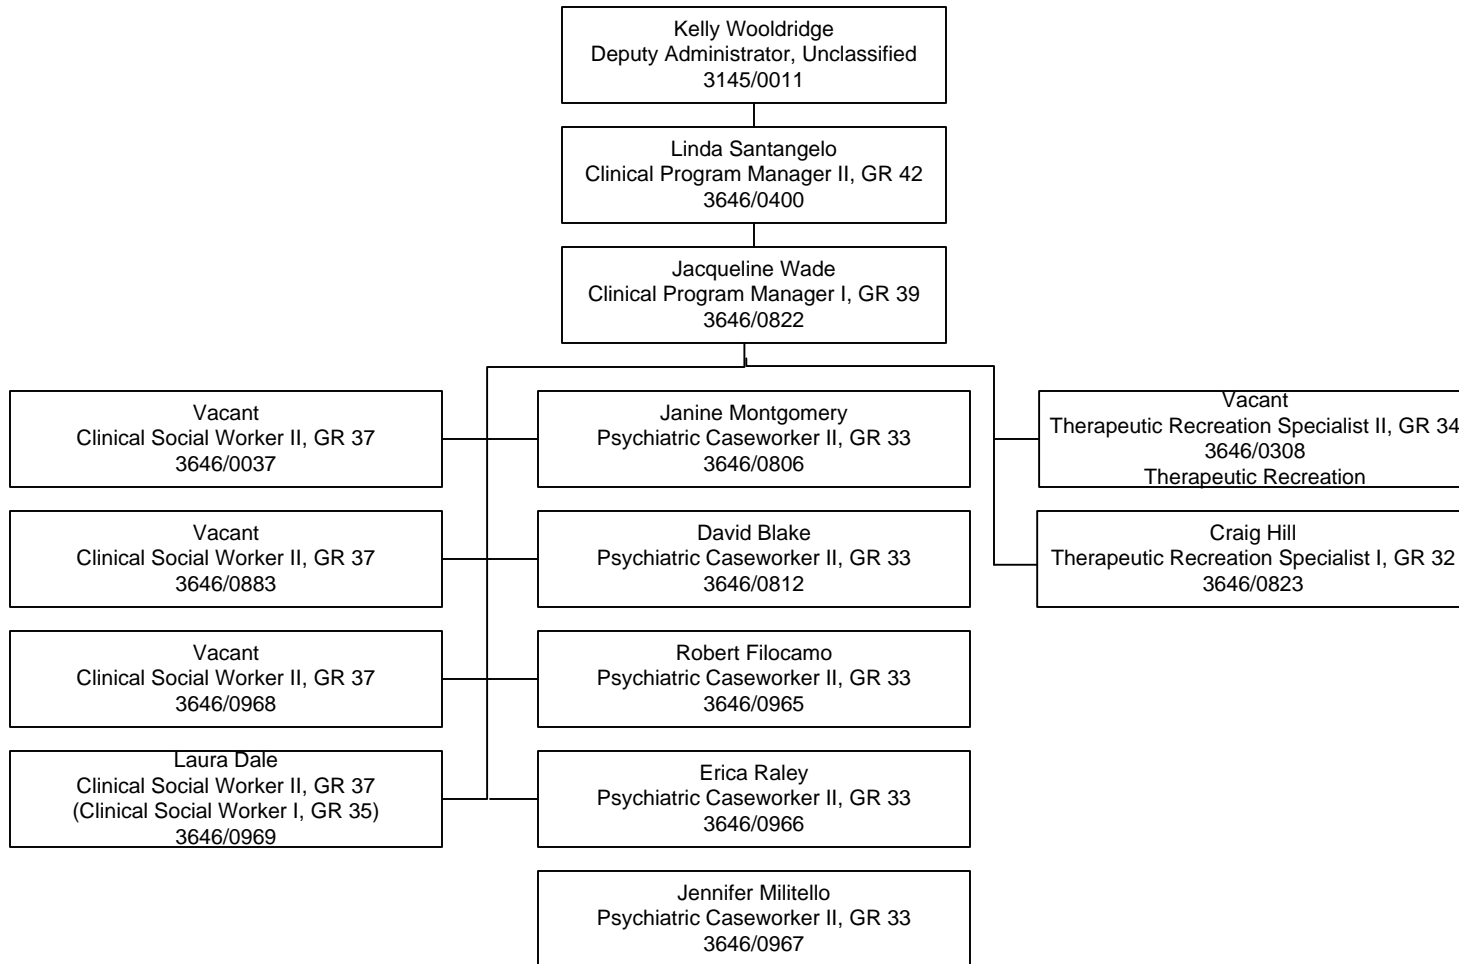 Kelly Wooldridge
Deputy Administrator, Unclassified
3145/0011
Linda Santangelo
Clinical Program Manager II, GR 42
3646/0400
Jacqueline Wade
Clinical Program Manager I, GR 39
3646/0822
Vacant
Clinical Social Worker II, GR 37
3646/0037
Janine Montgomery
Psychiatric Caseworker II, GR 33
3646/0806
Vacant
Therapeutic Recreation Specialist II, GR 34
3646/0308
Therapeutic Recreation
Vacant
Clinical Social Worker II, GR 37
3646/0883
David Blake
Psychiatric Caseworker II, GR 33
3646/0812
Craig Hill
Therapeutic Recreation Specialist I, GR 32
3646/0823
Vacant
Clinical Social Worker II, GR 37
3646/0968
Robert Filocamo
Psychiatric Caseworker II, GR 33
3646/0965
Laura Dale
Clinical Social Worker II, GR 37
(Clinical Social Worker I, GR 35)
3646/0969
Erica Raley
Psychiatric Caseworker II, GR 33
3646/0966
Jennifer Militello
Psychiatric Caseworker II, GR 33
3646/0967